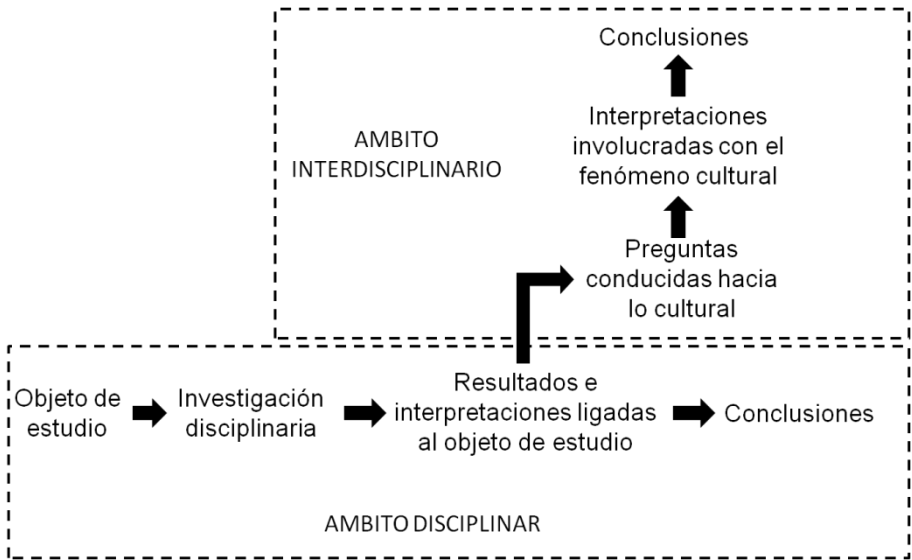 Conclusiones
Interpretaciones
involucradas con el
fenómeno cultural
AMBITO
INTERDISCIPLINARIO
Preguntas
conducidas hacia
lo cultural
Objeto de
estudio
Investigación
disciplinaria
Resultados e
interpretaciones ligadas
al objeto de estudio
Conclusiones
AMBITO DISCIPLINAR